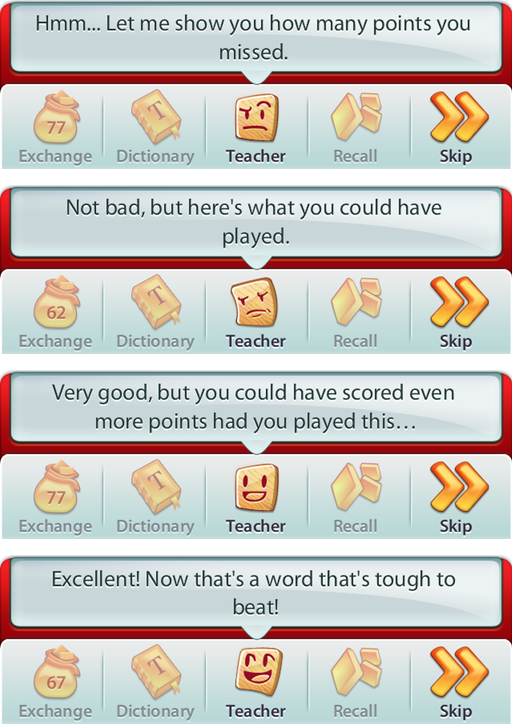 Hmm... Let me show you how many points you
missed.
77
T
Exchange Dictionary Teacher Recall Skip
Not bad, but here's what you could have
played.
62
T
Exchange Dictionary Teacher Recall Skip
Very good, but you could have scored even
more points had you played this...
77
T
Exchange Dictionary Teacher Recall Skip
Excellent! Now that's a word that's tough to
beat!
67
T
Exchange Dictionary Teacher Recall Skip